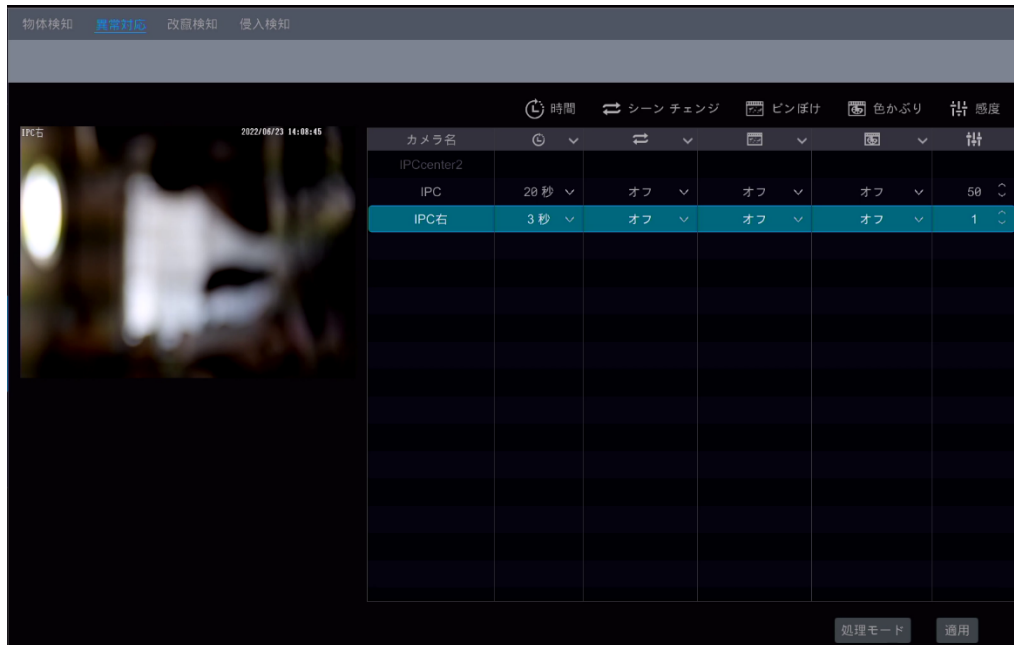 物体検知 異常対応 改竄検知 侵入検知
時間 シーン チェンジ ピンぼけ 色かぶり 感度
IPC右 2022/06/23 14:08:45
カメラ名
IPCcenter2
IPC 20 秒 オフ オフ オフ 50
IPC右 3 秒 オフ オフ オフ 1
処理モード 適用